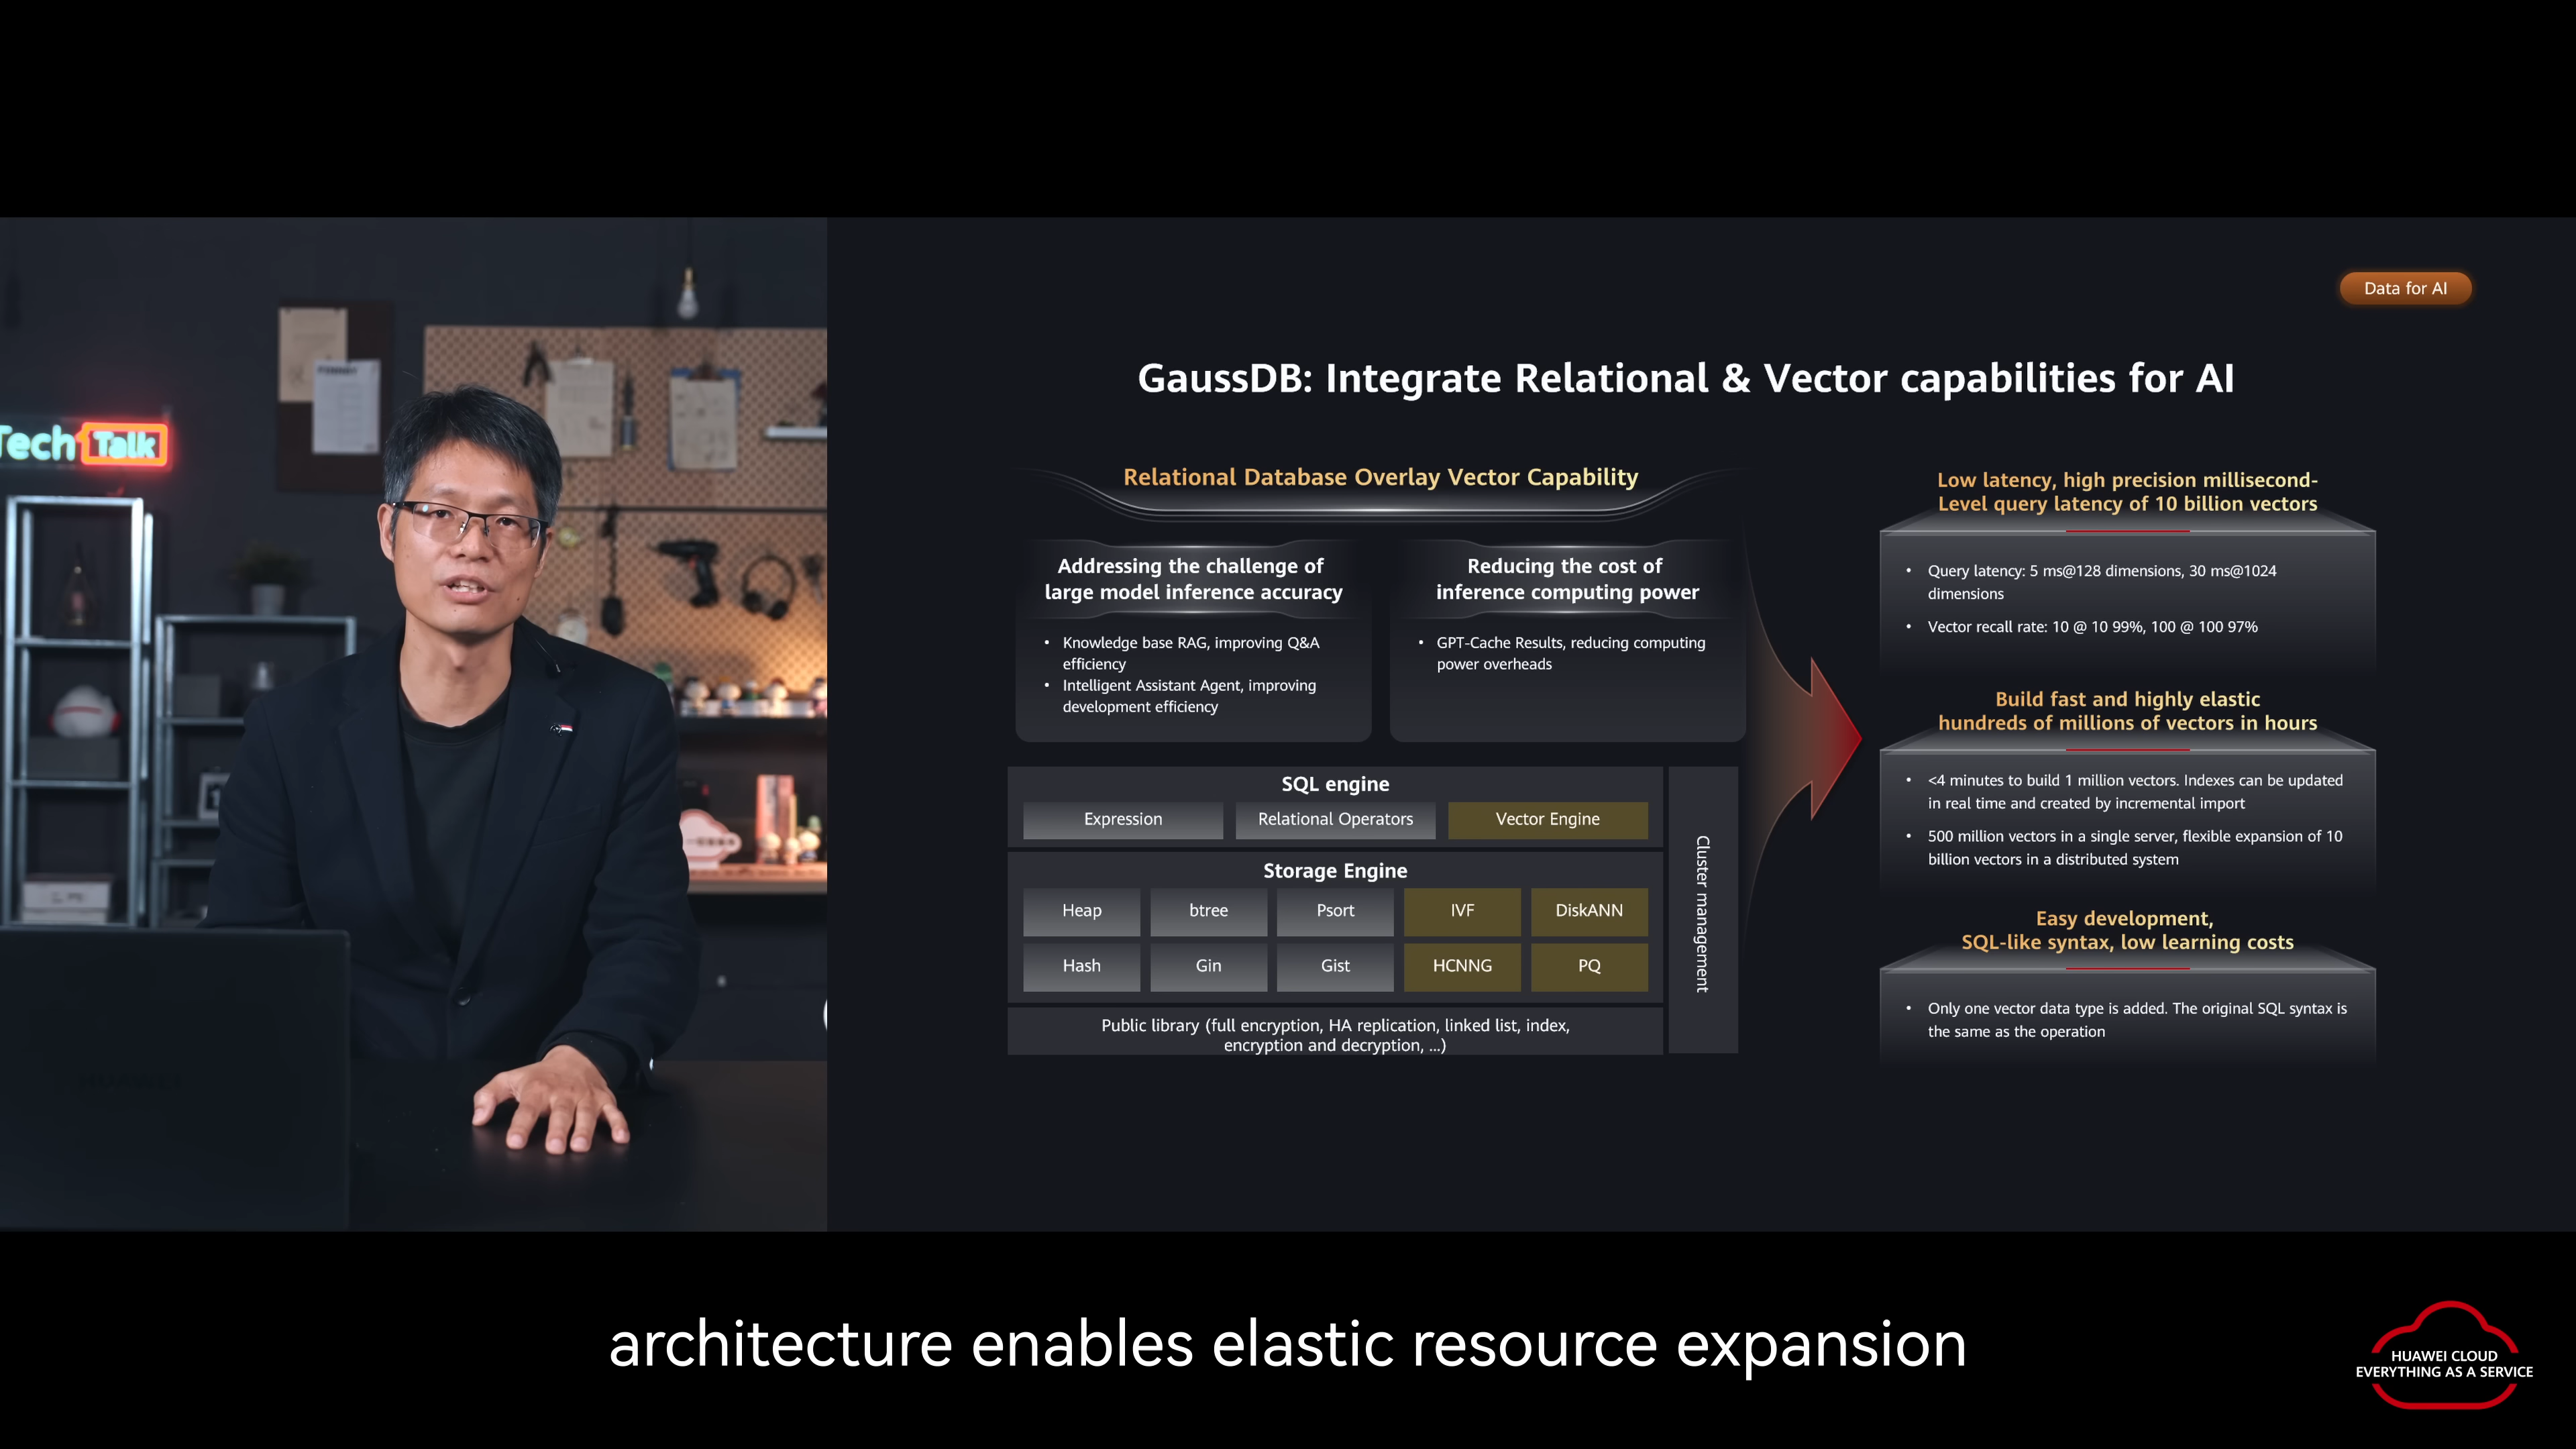 Tech Talk
HUAWEI
Data for AI
GaussDB: Integrate Relational & Vector capabilities for AI
Relational Database Overlay Vector Capability
Addressing the challenge of
large model inference accuracy
• Knowledge base RAG, improving Q&A
efficiency
• Intelligent Assistant Agent, improving
development efficiency
Reducing the cost of
inference computing power
• GPT-Cache Results, reducing computing
power overheads
SQL engine
Expression
Relational Operators
Vector Engine
Storage Engine
Heap
btree
Psort
IVF
DiskANN
Hash
Gin
Gist
HCNNG
PQ
Public library (full encryption, HA replication, linked list, index,
encryption and decryption, ...)
Cluster management
Low latency, high precision millisecond-
Level query latency of 10 billion vectors
• Query latency: 5 ms@128 dimensions, 30 ms@1024
dimensions
• Vector recall rate: 10 @ 10 99%, 100 @ 100 97%
Build fast and highly elastic
hundreds of millions of vectors in hours
• <4 minutes to build 1 million vectors. Indexes can be updated
in real time and created by incremental import
• 500 million vectors in a single server, flexible expansion of 10
billion vectors in a distributed system
Easy development,
SQL-like syntax, low learning costs
• Only one vector data type is added. The original SQL syntax is
the same as the operation
architecture enables elastic resource expansion
HUAWEI CLOUD
EVERYTHING AS A SERVICE